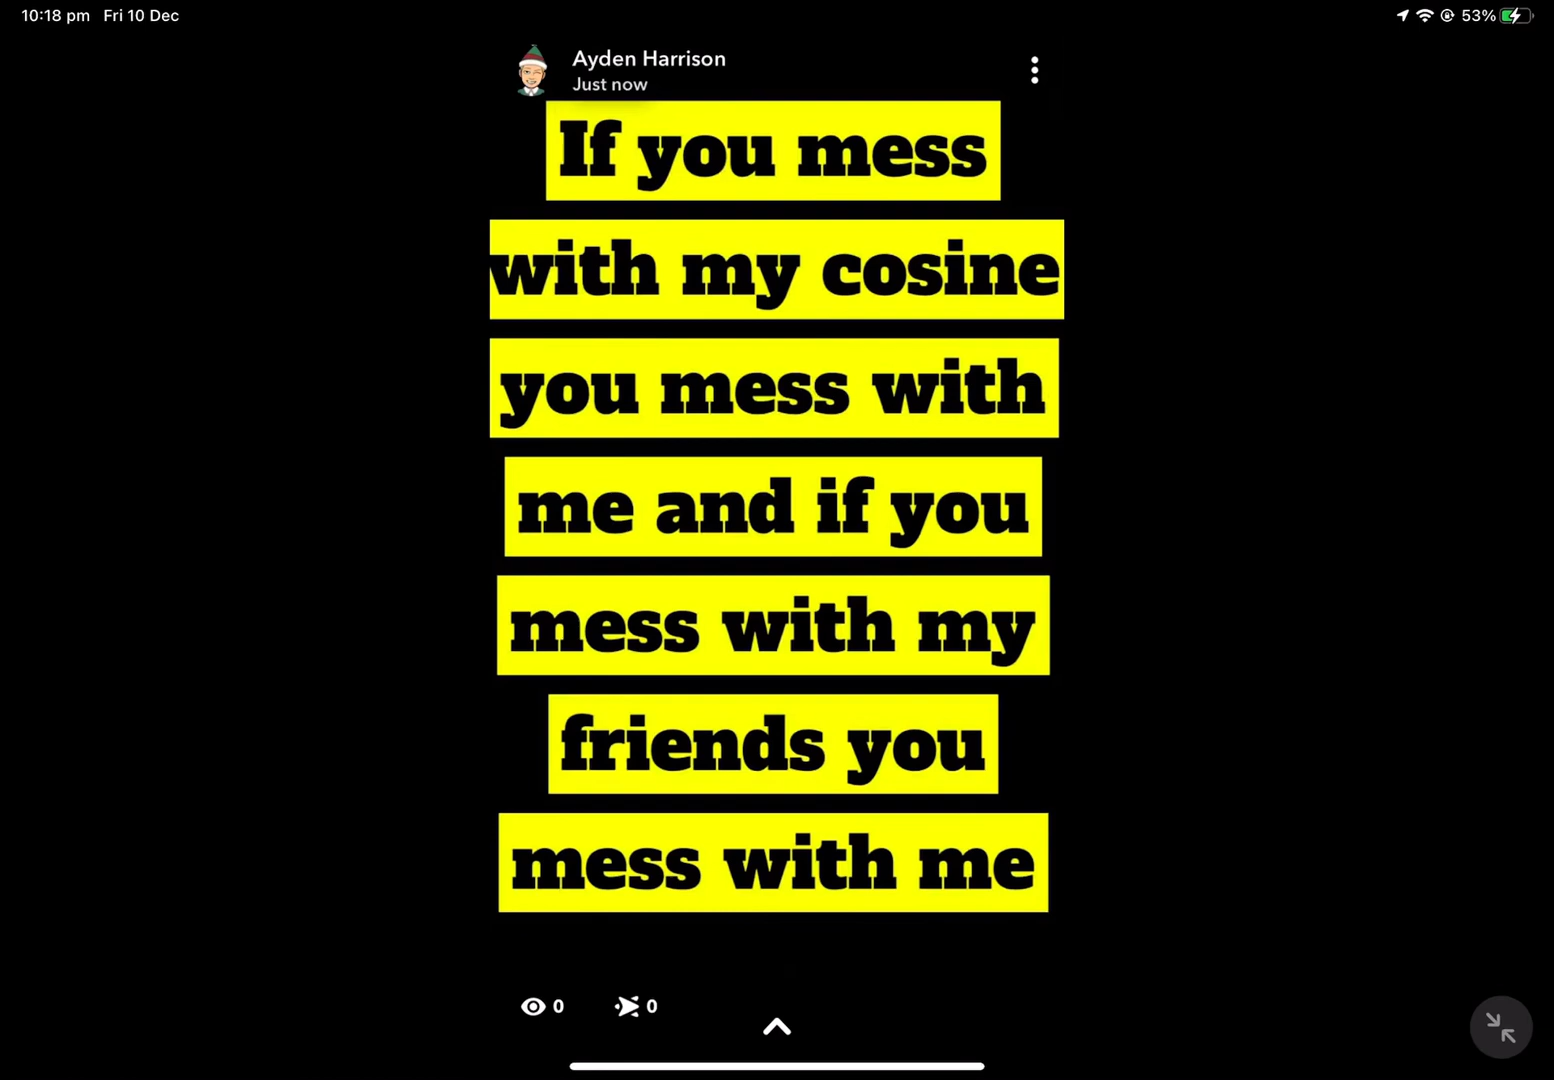 10:18 pm Fri 10 Dec
53%
Ayden Harrison
Just now
If you mess
with my cosine
you mess with
me and if you
mess with my
friends you
mess with me
0 0